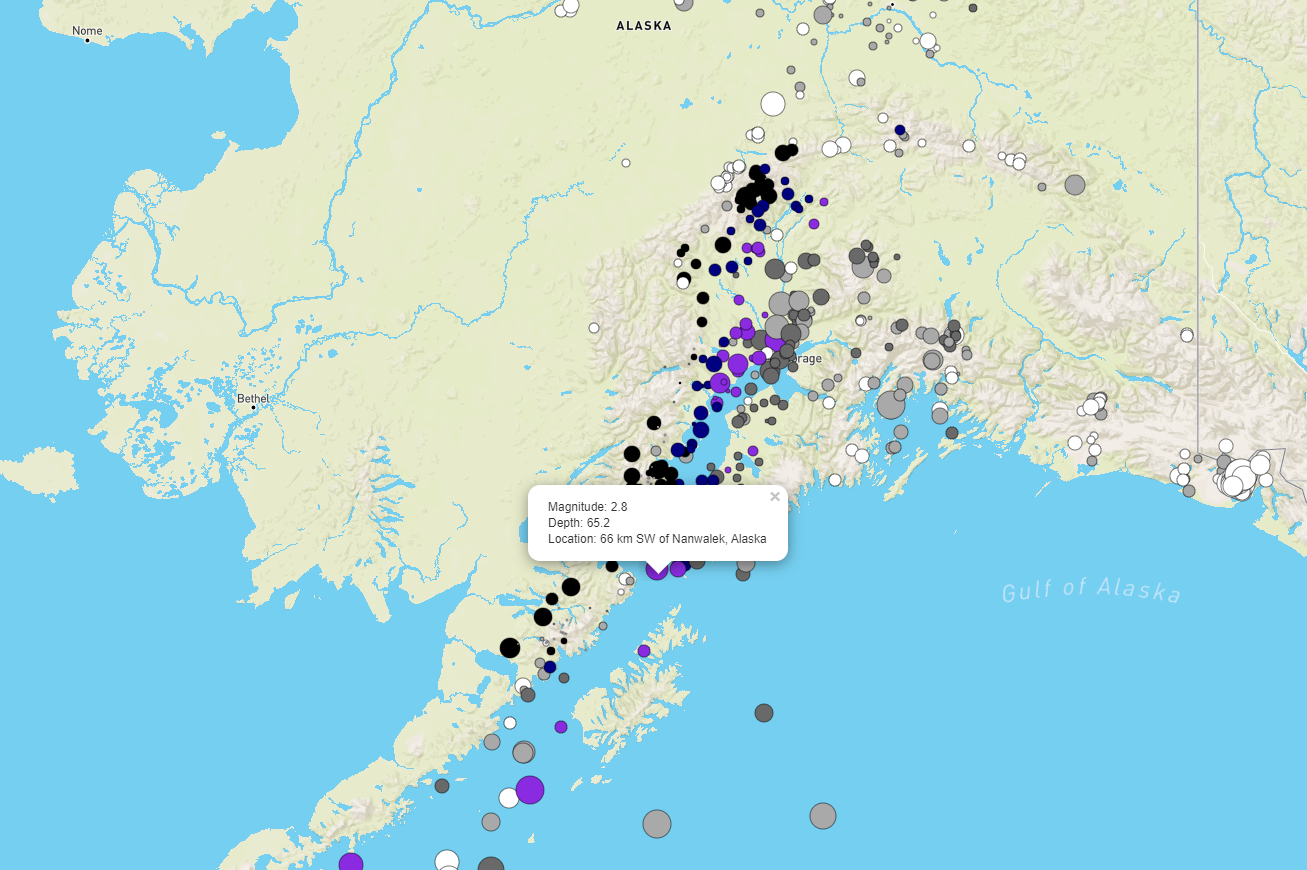 ALASKA
Nome
orage
Bethel
×
Magnitude: 2.8
Depth: 65.2
Location: 66 km SW of Nanwalek, Alaska
Gulf of Alaska